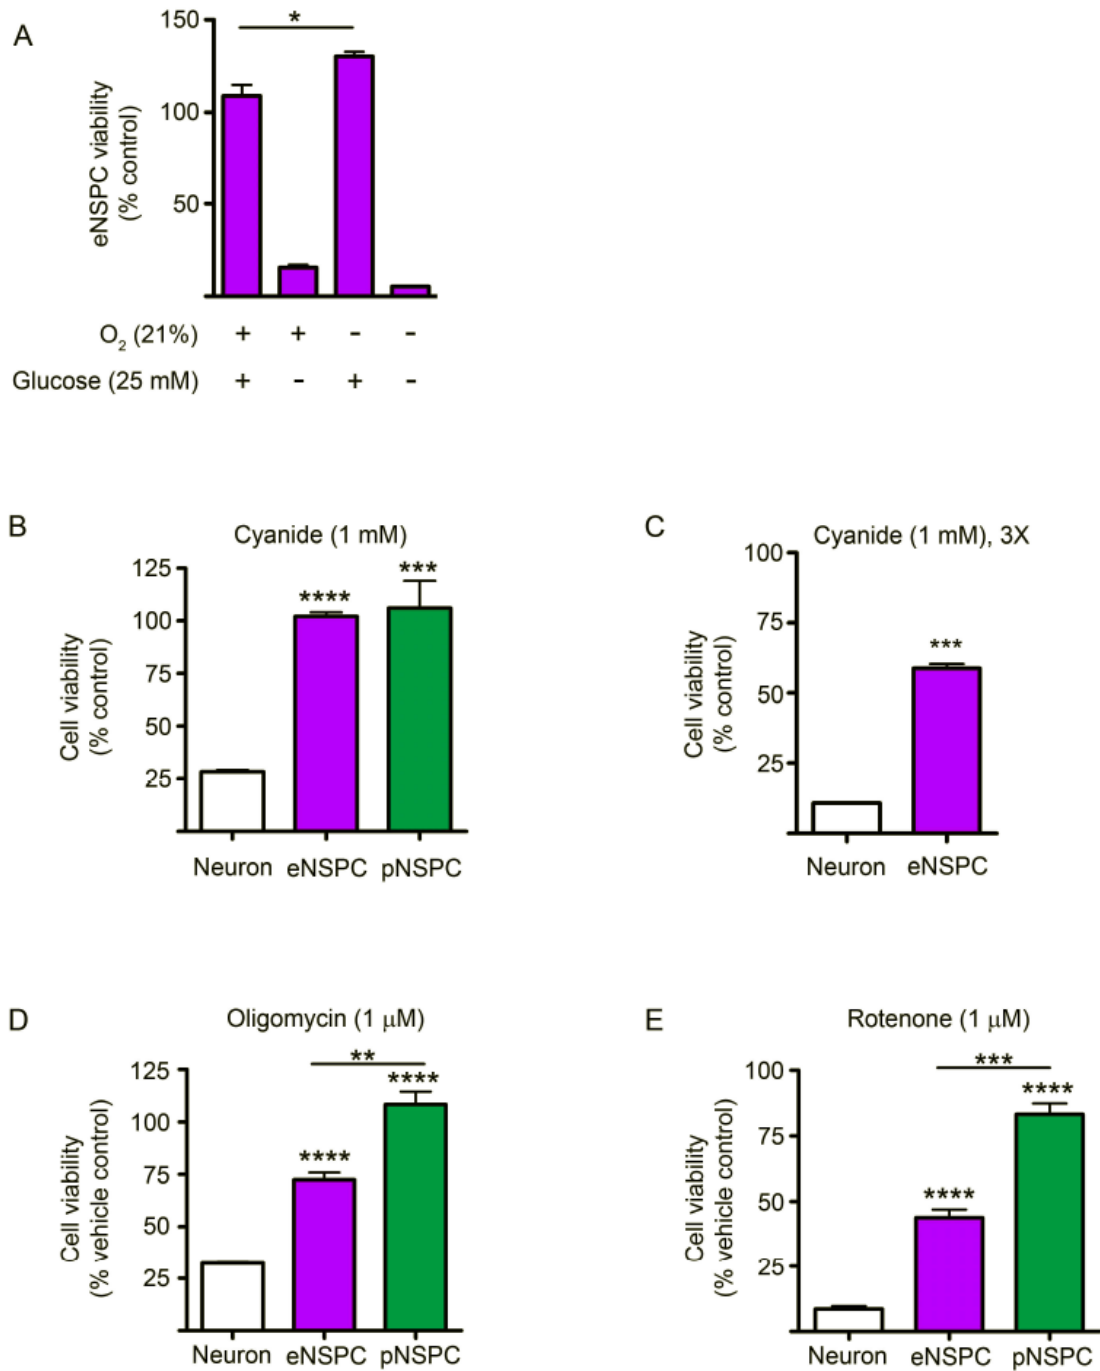 A
150
100
50
eNSPC viability
(% control)
*
O₂ (21%) + + - -
Glucose (25 mM) + - + -
B
Cyanide (1 mM)
125
100
75
50
25
Cell viability
(% control)
****
***
Neuron eNSPC pNSPC
C
Cyanide (1 mM), 3X
100
75
50
25
Cell viability
(% control)
***
Neuron eNSPC
D
Oligomycin (1 μM)
125
100
75
50
25
Cell viability
(% vehicle control)
**
****
****
Neuron eNSPC pNSPC
E
Rotenone (1 μM)
100
75
50
25
Cell viability
(% vehicle control)
***
****
****
Neuron eNSPC pNSPC